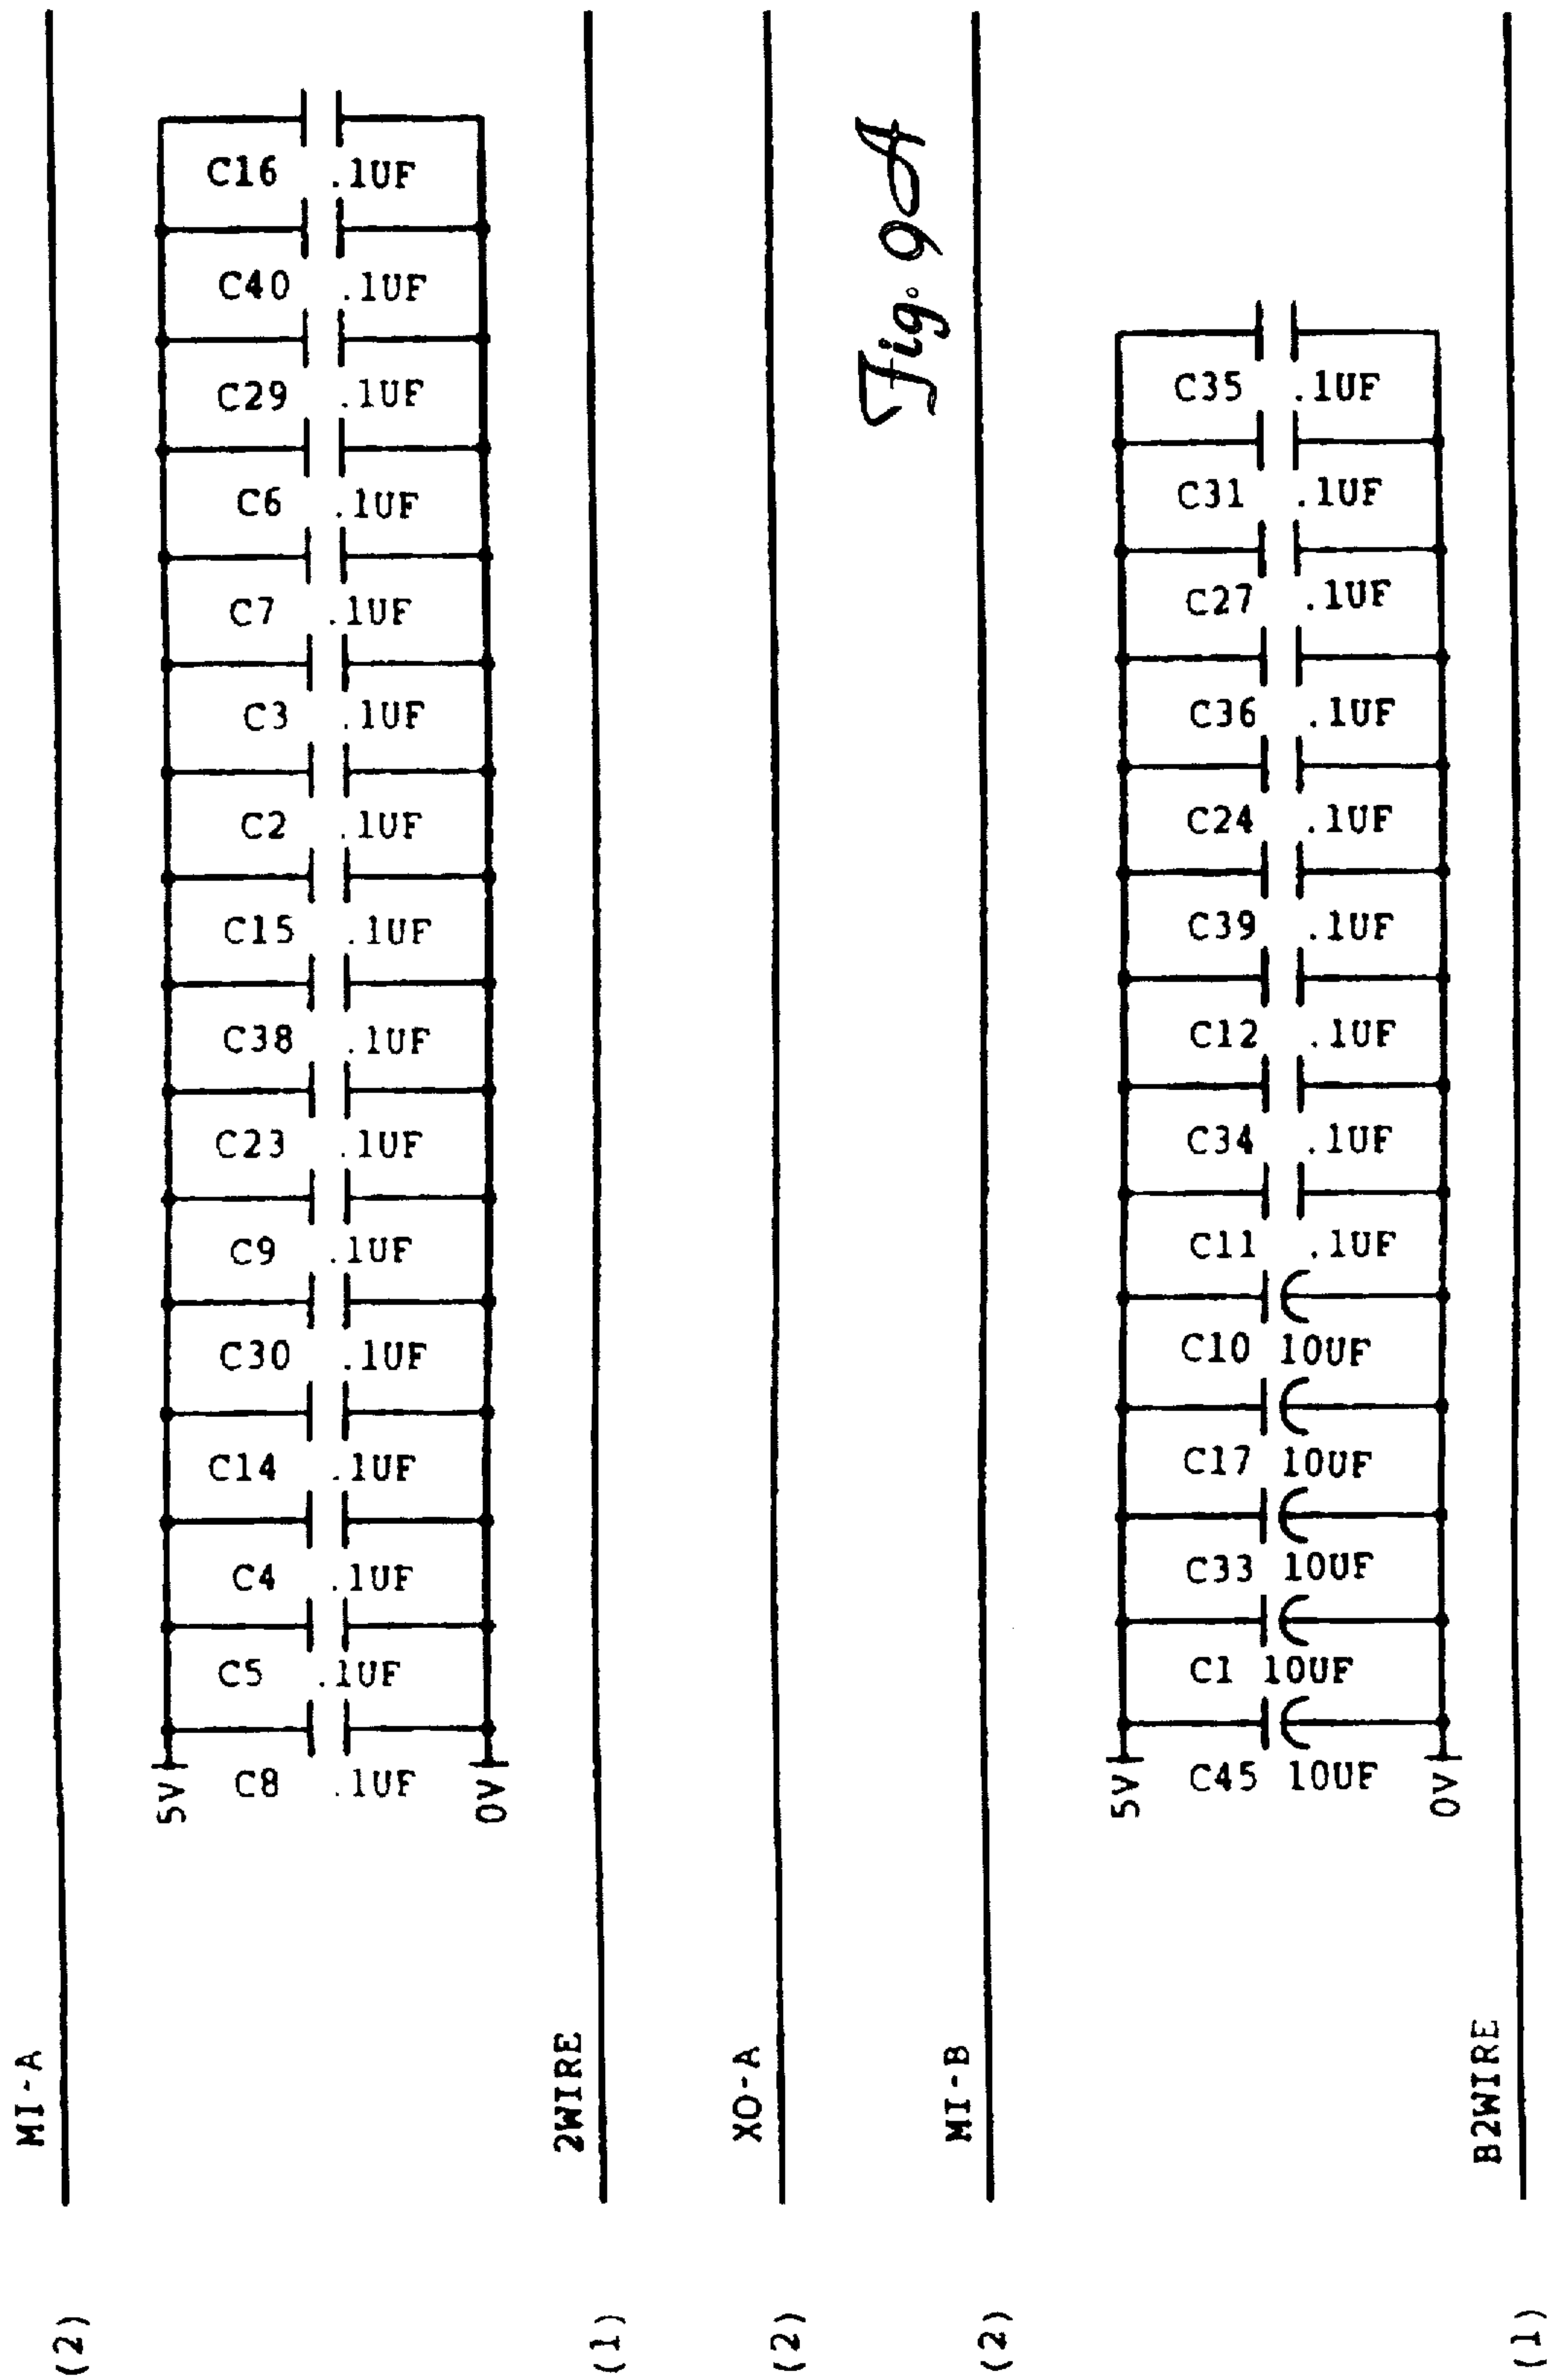 MI-A
(2)
C16 .1UF
C40 .1UF
C29 .1UF
C6 .1UF
C7 .1UF
C3 .1UF
C2 .1UF
C15 .1UF
C38 .1UF
C23 .1UF
C9 .1UF
C30 .1UF
C14 .1UF
C4 .1UF
C5 .1UF
C8 .1UF
5V
0V
2WIRE
(1)
XO-A
(2)
Fig. 9A
MI-B
(2)
C35 .1UF
C31 .1UF
C27 .1UF
C36 .1UF
C24 .1UF
C39 .1UF
C12 .1UF
C34 .1UF
C11 .1UF
C10 10UF
C17 10UF
C33 10UF
C1 10UF
C45 10UF
5V
0V
B2WIRE
(1)